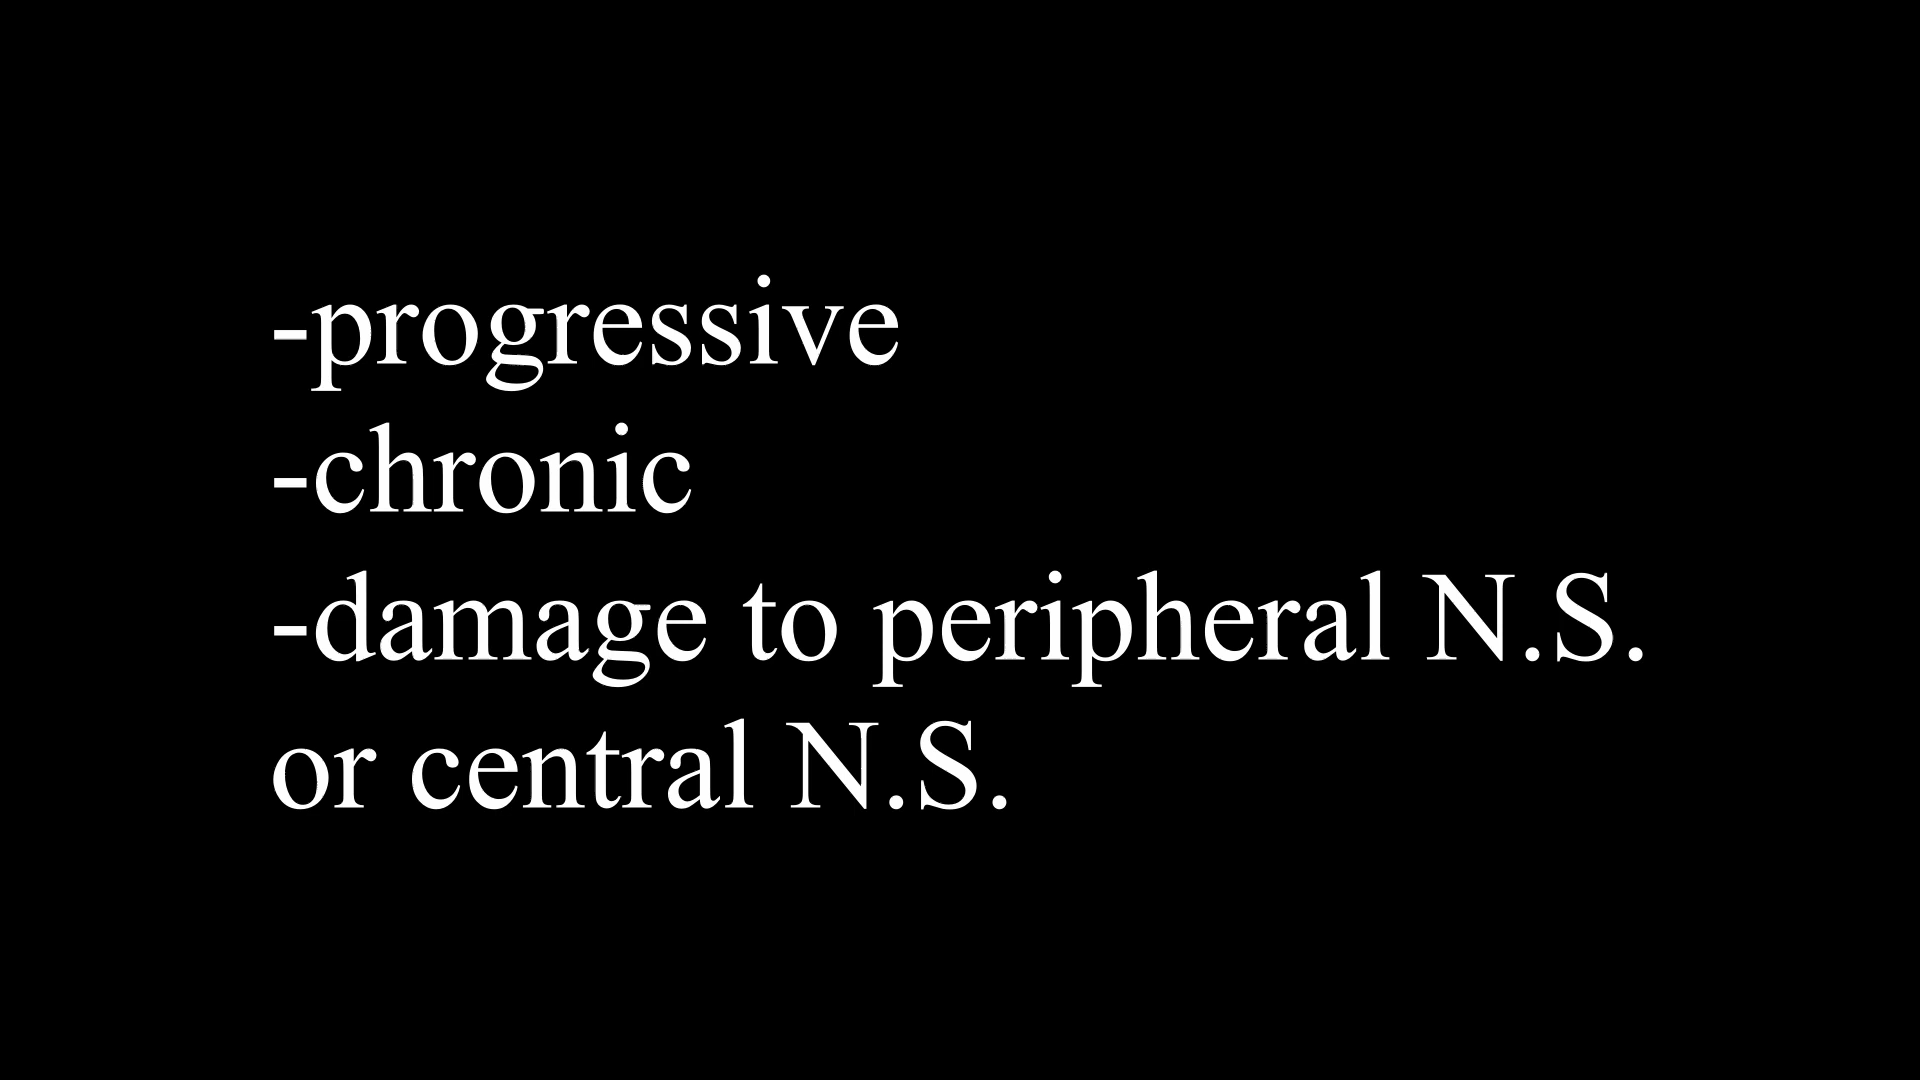 -progressive
-chronic
-damage to peripheral N.S.
or central N.S.